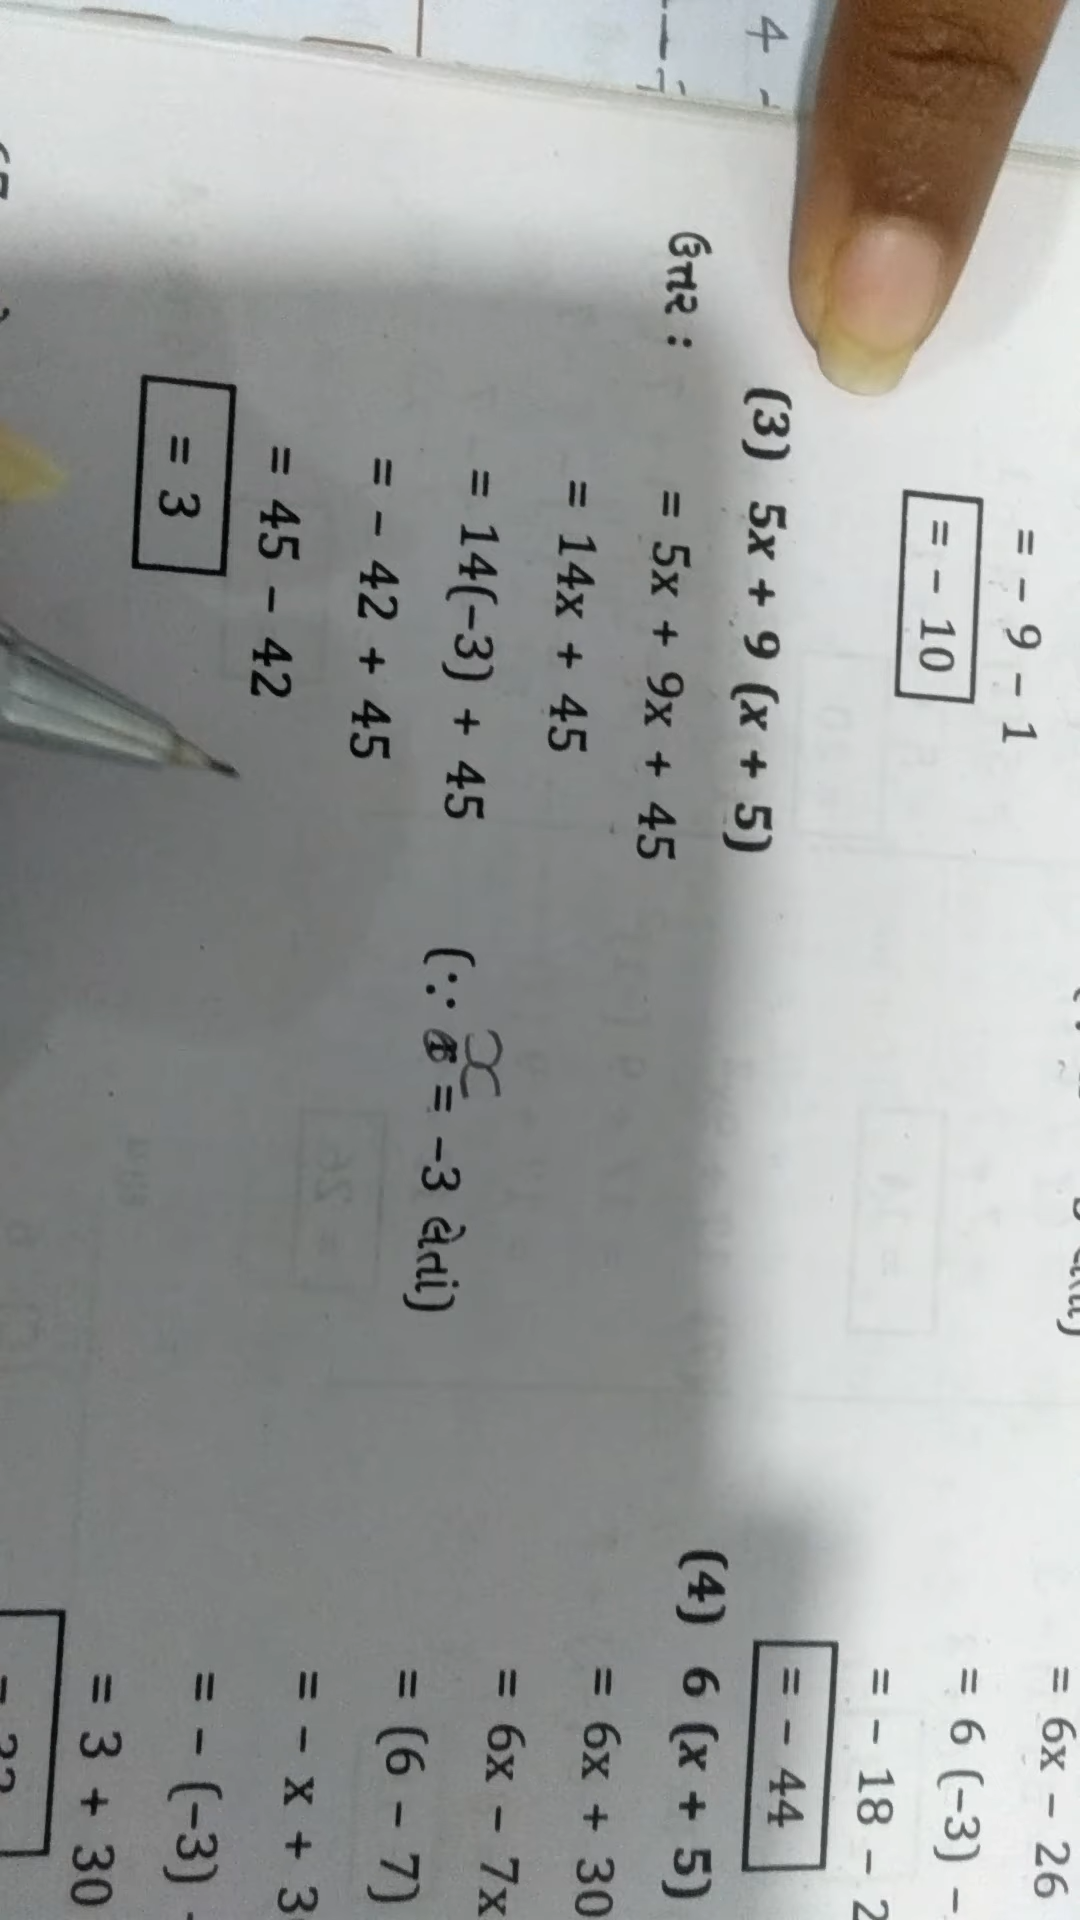 = - 9 - 1
= - 10
(3) 5x + 9 (x + 5)
ઉત્તર : = 5x + 9x + 45
= 14x + 45
= 14(-3) + 45 (∵ x = -3 લેતાં)
= - 42 + 45
= 45 - 42
= 3
= 6x - 26
= 6 (-3) -
= - 18 - 2
= - 44
(4) 6 (x + 5)
= 6x + 30
= 6x - 7x
= (6 - 7)
= - x + 3
= - (-3)
= 3 + 30